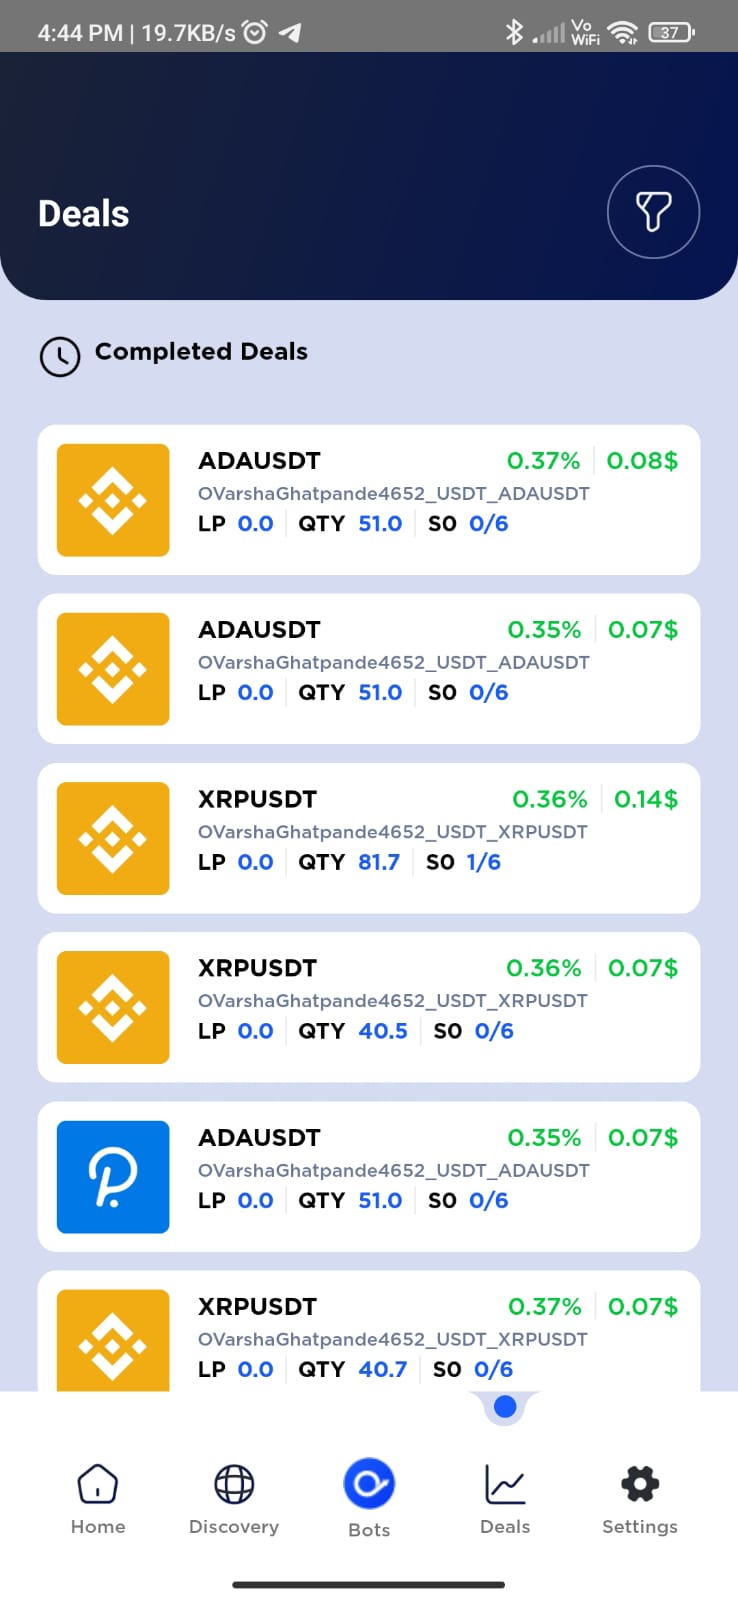 4:44 PM | 19.7KB/s Vo WiFi 37
Deals
Completed Deals
ADAUSDT 0.37% 0.08$
OVarshaGhatpande4652_USDT_ADAUSDT
LP 0.0 QTY 51.0 SO 0/6
ADAUSDT 0.35% 0.07$
OVarshaGhatpande4652_USDT_ADAUSDT
LP 0.0 QTY 51.0 SO 0/6
XRPUSDT 0.36% 0.14$
OVarshaGhatpande4652_USDT_XRPUSDT
LP 0.0 QTY 81.7 SO 1/6
XRPUSDT 0.36% 0.07$
OVarshaGhatpande4652_USDT_XRPUSDT
LP 0.0 QTY 40.5 SO 0/6
ADAUSDT 0.35% 0.07$
OVarshaGhatpande4652_USDT_ADAUSDT
LP 0.0 QTY 51.0 SO 0/6
XRPUSDT 0.37% 0.07$
OVarshaGhatpande4652_USDT_XRPUSDT
LP 0.0 QTY 40.7 SO 0/6
Home Discovery Bots Deals Settings